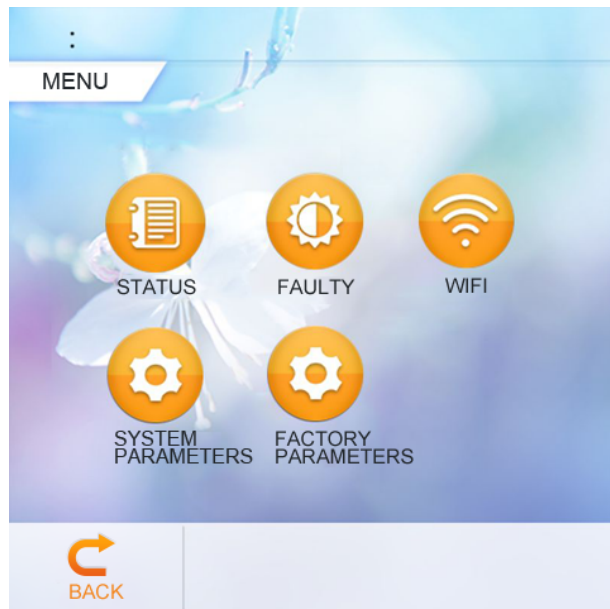 :
MENU
STATUS
FAULTY
WIFI
SYSTEM
PARAMETERS
FACTORY
PARAMETERS
BACK